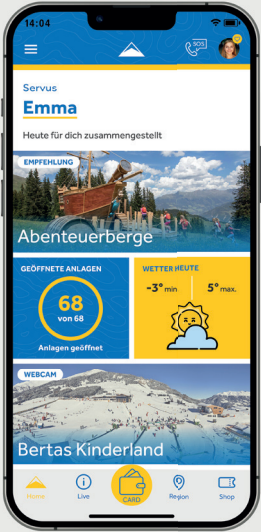 14:04
SOS
Servus
Emma
Heute für dich zusammengestellt
EMPFEHLUNG
Abenteuerberge
GEÖFFNETE ANLAGEN
68
von 68
Anlagen geöffnet
WETTER HEUTE
-3° min
5° max.
WEBCAM
Bertas Kinderland
Home
Live
CARD
Region
Shop